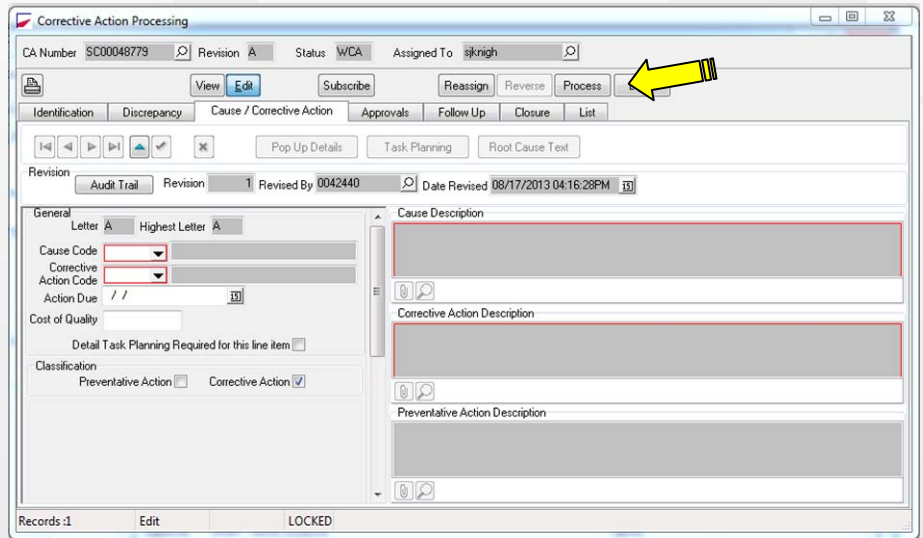 Corrective Action Processing
CA Number SC00048779 Revision A Status WCA Assigned To sjknigh
View Edit Subscribe Reassign Reverse Process
Identification Discrepancy Cause / Corrective Action Approvals Follow Up Closure List
Pop Up Details Task Planning Root Cause Text
Revision
Audit Trail Revision 1 Revised By 0042440 Date Revised 08/17/2013 04:16:28PM 15
General
Letter A Highest Letter A
Cause Code
Corrective
Action Code
Action Due / / 15
Cost of Quality
Detail Task Planning Required for this line item
Classification
Preventative Action Corrective Action
Cause Description
Corrective Action Description
Preventative Action Description
Records :1 Edit LOCKED